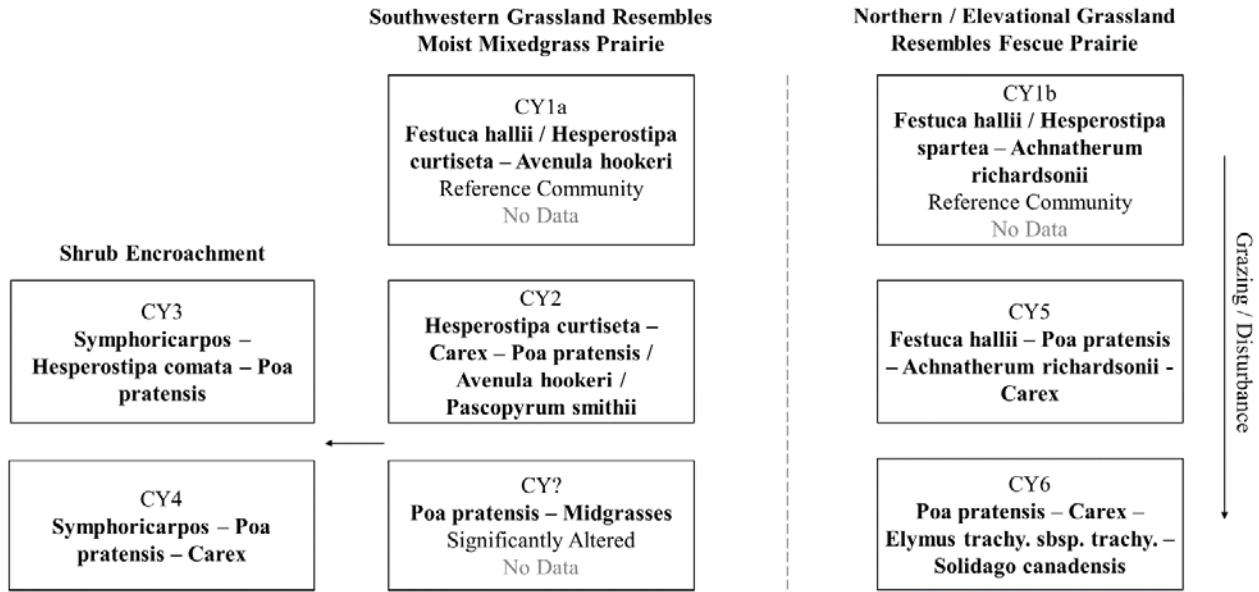 Southwestern Grassland Resembles
Moist Mixedgrass Prairie
Northern / Elevational Grassland
Resembles Fescue Prairie
CY1a
Festuca hallii / Hesperostipa
curtiseta – Avenula hookeri
Reference Community
No Data
CY1b
Festuca hallii / Hesperostipa
spartea – Achnatherum
richardsonii
Reference Community
No Data
Shrub Encroachment
CY3
Symphoricarpos –
Hesperostipa comata – Poa
pratensis
CY2
Hesperostipa curtiseta –
Carex – Poa pratensis /
Avenula hookeri /
Pascopyrum smithii
CY5
Festuca hallii – Poa pratensis
– Achnatherum richardsonii -
Carex
Grazing / Disturbance
CY4
Symphoricarpos – Poa
pratensis – Carex
CY?
Poa pratensis – Midgrasses
Significantly Altered
No Data
CY6
Poa pratensis – Carex –
Elymus trachy. sbsp. trachy. –
Solidago canadensis